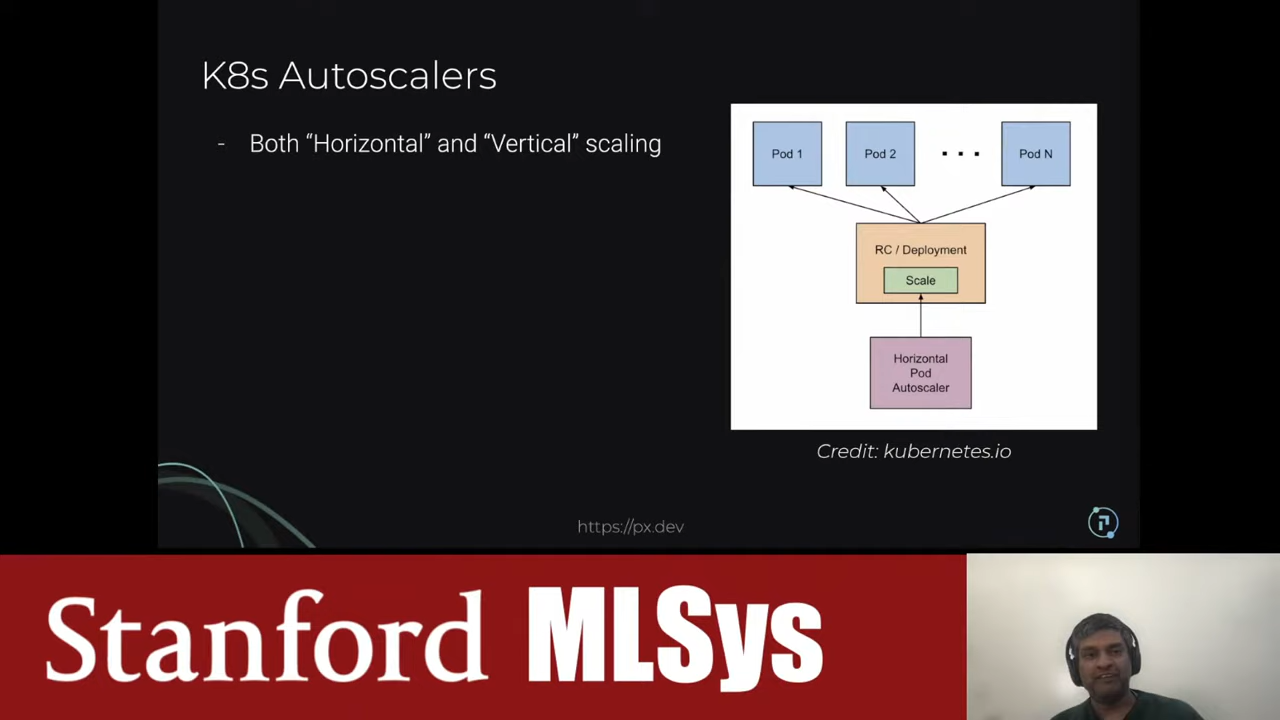 K8s Autoscalers
- Both “Horizontal” and “Vertical” scaling
Pod 1
Pod 2
. . .
Pod N
RC / Deployment
Scale
Horizontal
Pod
Autoscaler
Credit: kubernetes.io
https://px.dev
Stanford MLSys